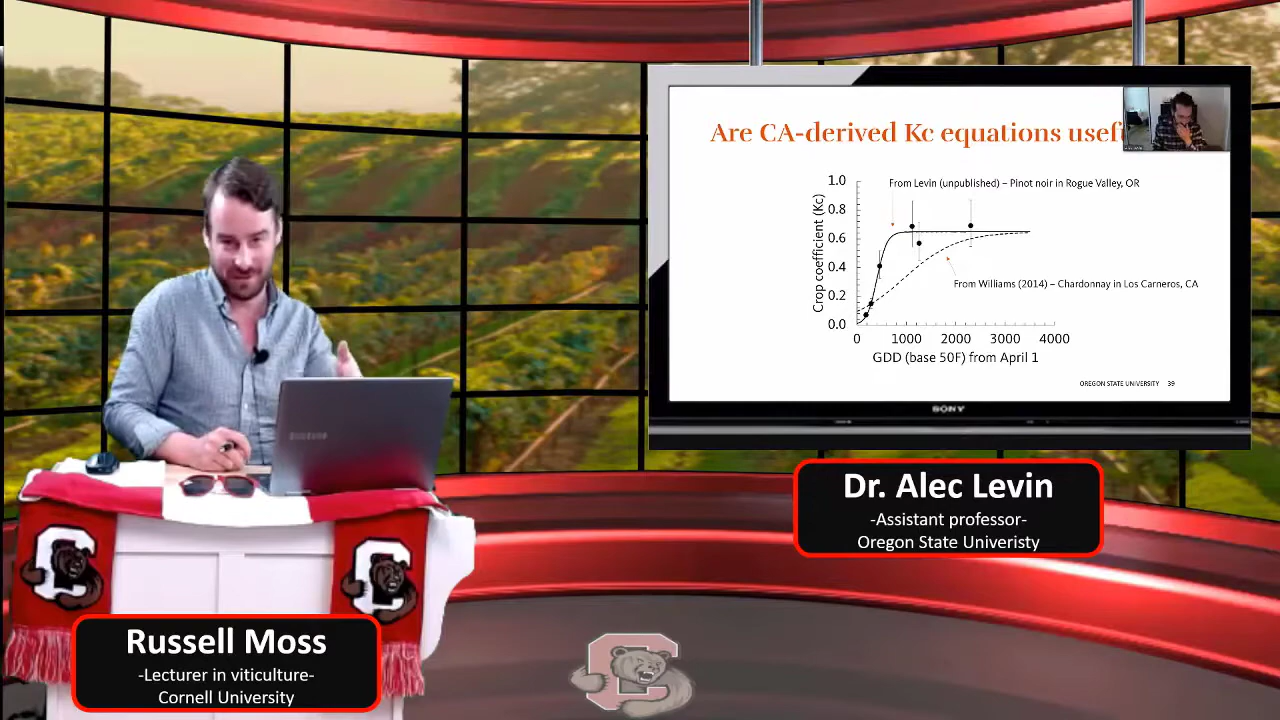 Are CA-derived Kc equations usef
From Levin (unpublished) – Pinot noir in Rogue Valley, OR
From Williams (2014) – Chardonnay in Los Carneros, CA
Crop coefficient (Kc)
1.0
0.8
0.6
0.4
0.2
0.0
0 1000 2000 3000 4000
GDD (base 50F) from April 1
OREGON STATE UNIVERSITY 39
SONY
SAMSUNG
Dr. Alec Levin
-Assistant professor-
Oregon State Univeristy
C
C
Russell Moss
-Lecturer in viticulture-
Cornell University
C